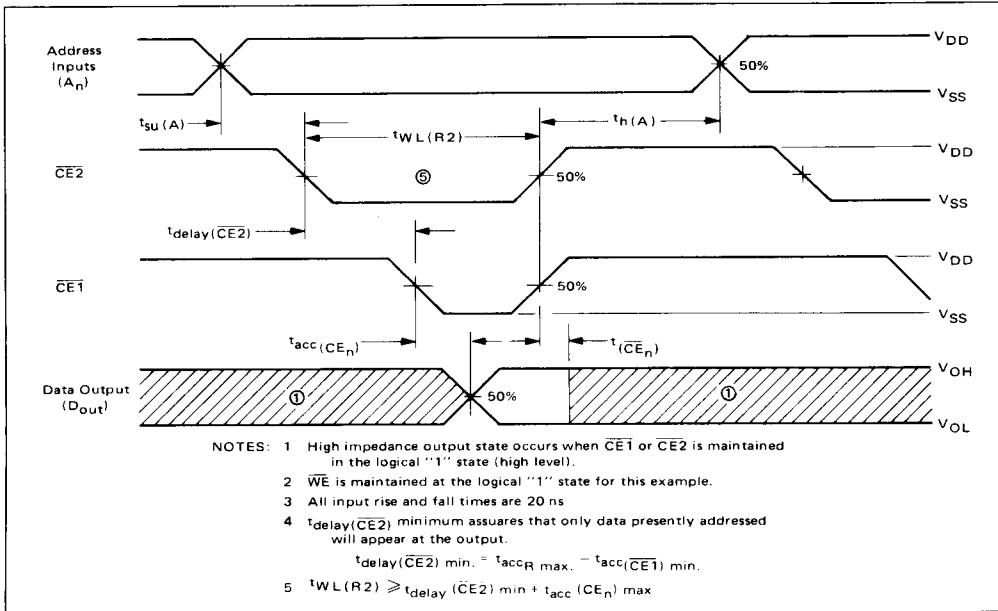 Address
Inputs
(An)
VDD
50%
VSS
tsu(A)
tWL(R2)
th(A)
CE2
⑤
50%
VDD
VSS
tdelay(CE2)
CE1
50%
VDD
VSS
tacc(CEn)
t(CEn)
Data Output
(Dout)
①
50%
①
VOH
VOL
NOTES: 1 High impedance output state occurs when CE1 or CE2 is maintained
in the logical "1" state (high level).
2 WE is maintained at the logical "1" state for this example.
3 All input rise and fall times are 20 ns
4 tdelay(CE2) minimum assuares that only data presently addressed
will appear at the output.
tdelay(CE2) min. = taccR max. − tacc(CE1) min.
5 tWL(R2) ⩾ tdelay (CE2) min + tacc (CEn) max